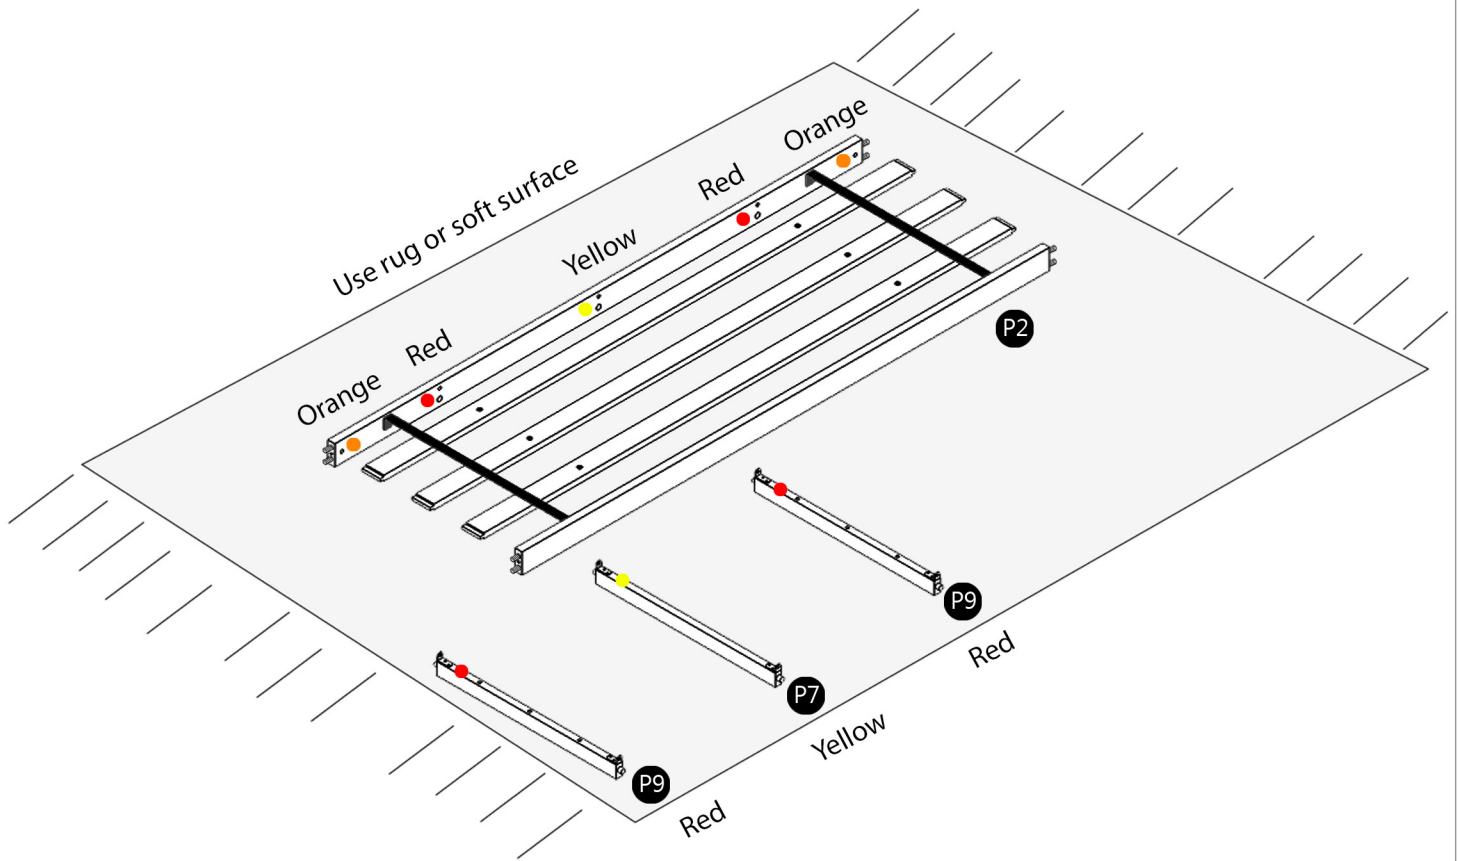 Orange
Red
Use rug or soft surface
Yellow
Red
Orange
P2
P9
Red
P7
Yellow
P9
Red